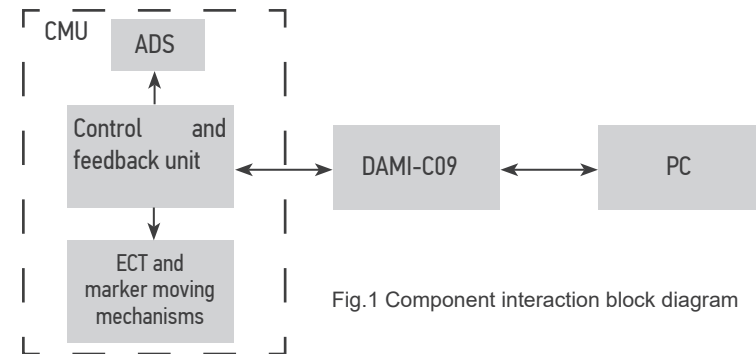 CMU
ADS
Control and
feedback unit
DAMI-C09
PC
ECT and
marker moving
mechanisms
Fig.1 Component interaction block diagram